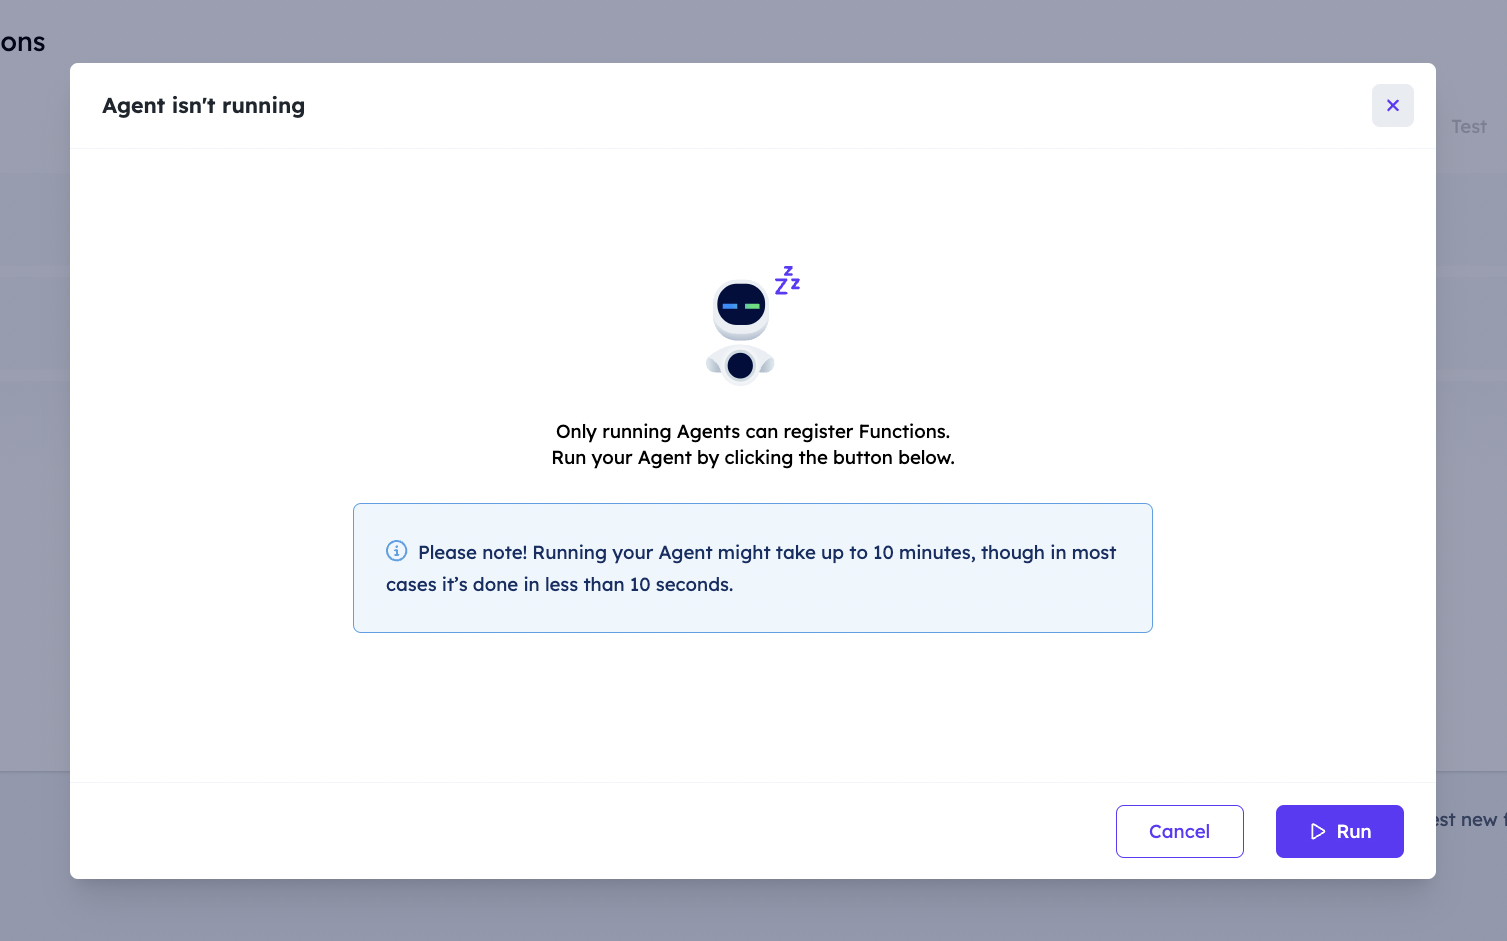 ons
Agent isn't running
Test
Only running Agents can register Functions.
Run your Agent by clicking the button below.
Please note! Running your Agent might take up to 10 minutes, though in most
cases it’s done in less than 10 seconds.
Cancel
Run
est new